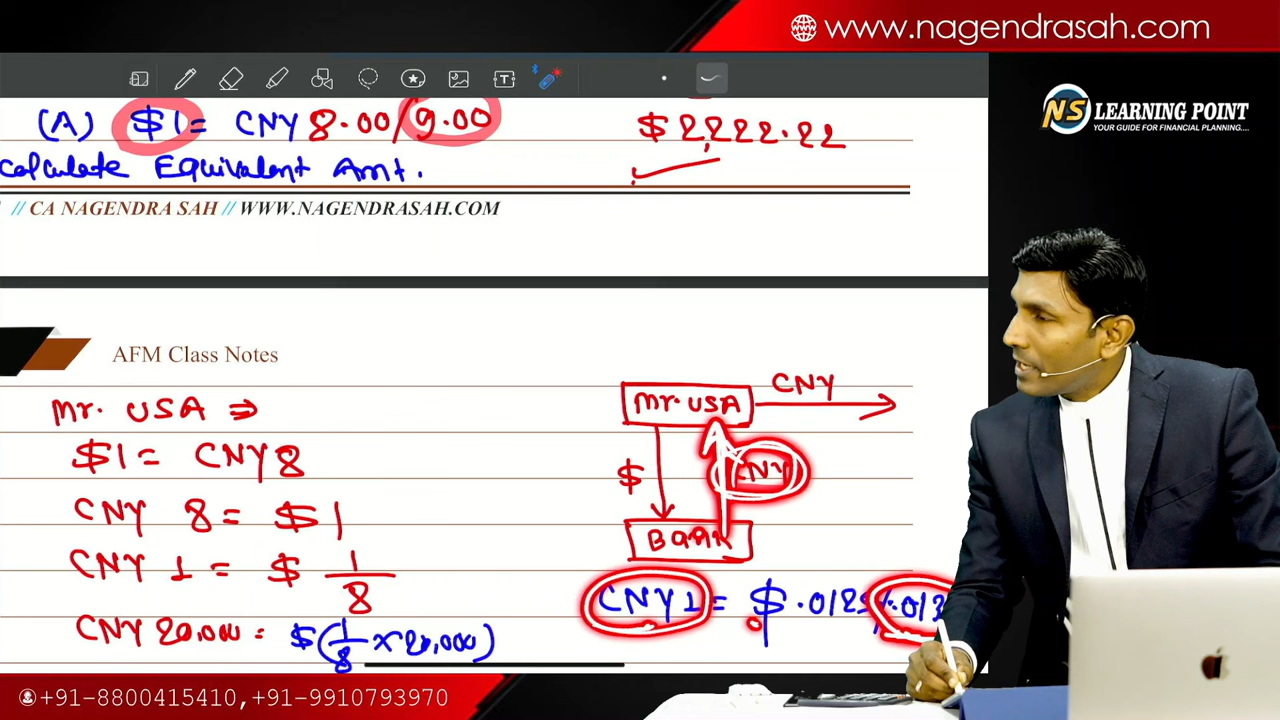 www.nagendrasah.com
NS LEARNING POINT
YOUR GUIDE FOR FINANCIAL PLANNING....
(A) $1 = CNY 8.00/9.00
$2,222.22
Calculate Equivalent Amt.
// CA NAGENDRA SAH // WWW.NAGENDRASAH.COM
AFM Class Notes
Mr. USA ⇒
$1 = CNY 8
CNY 8 = $1
CNY 1 = $ 1/8
CNY 20,000 = $(1/8 × 20,000)
Mr. USA
CNY
$
CNY
BANK
CNY 1 = $
+91-8800415410,+91-9910793970